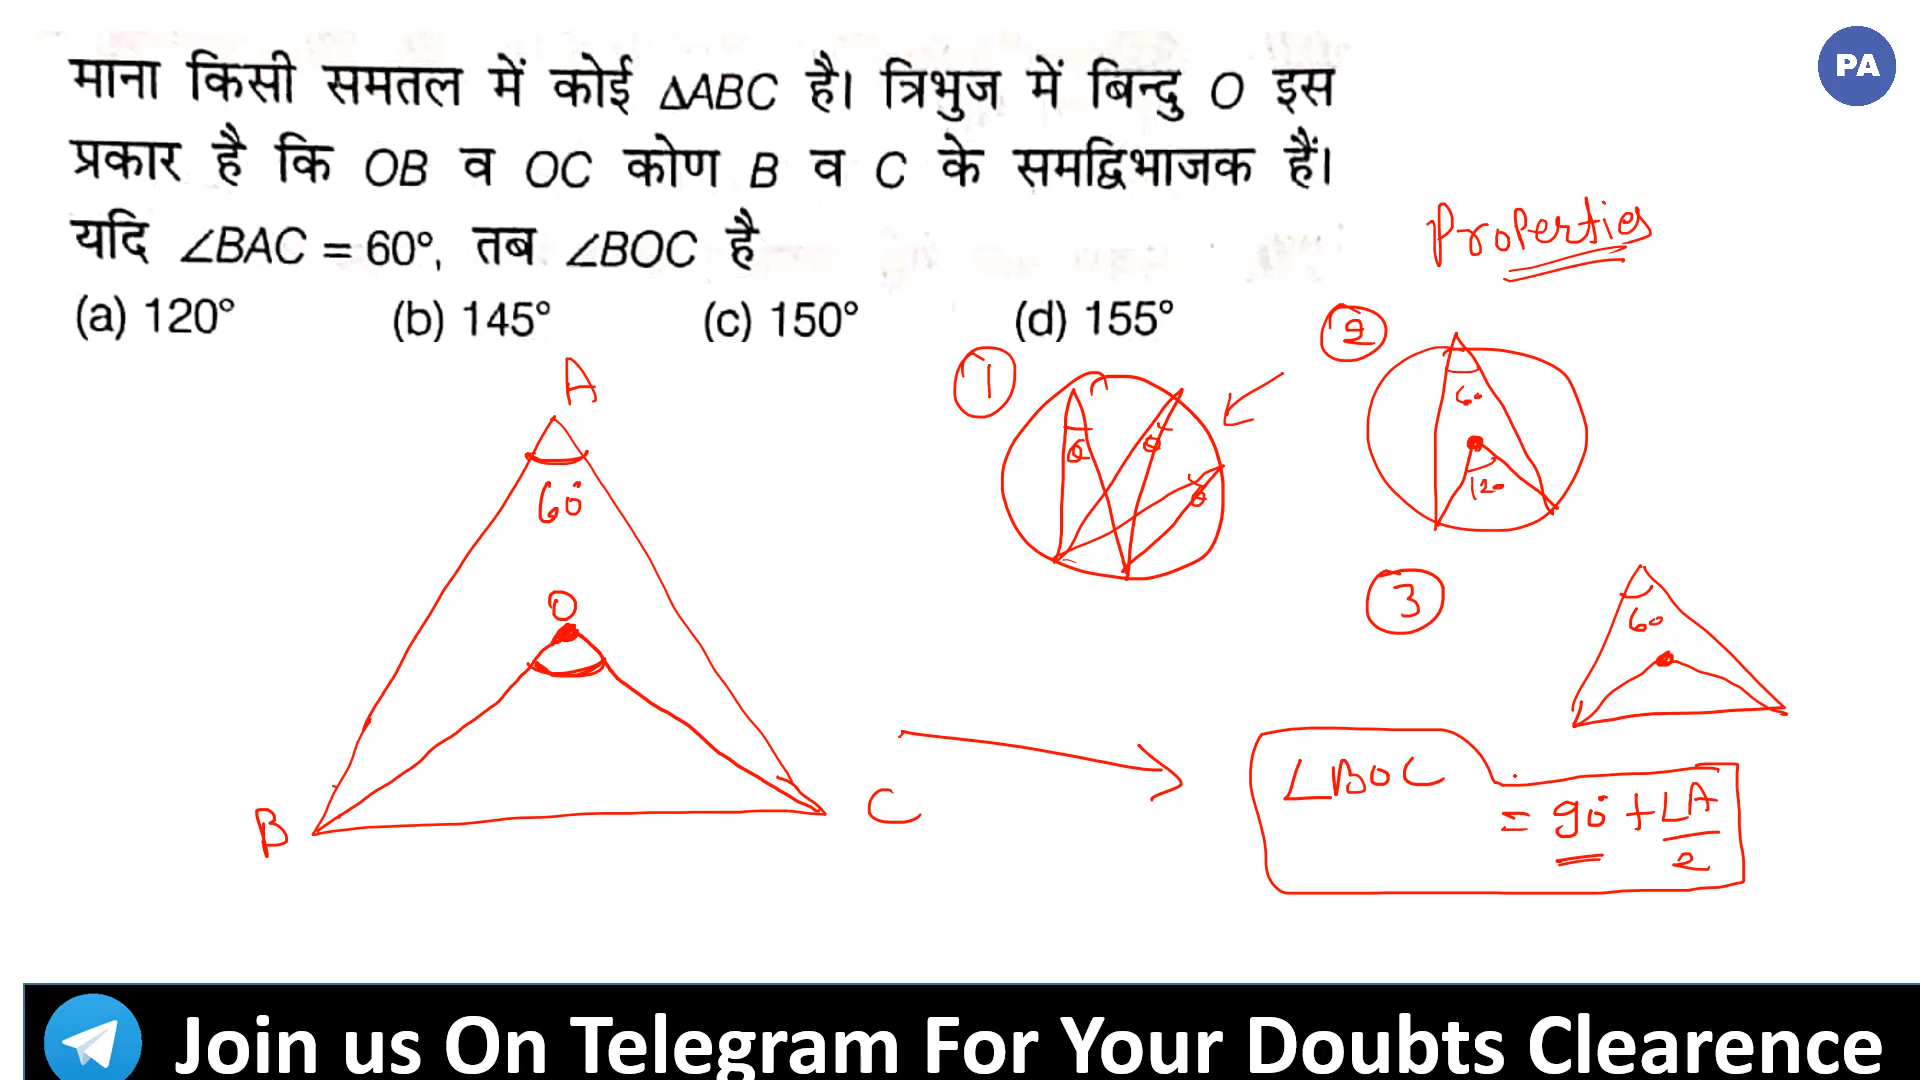 माना किसी समतल में कोई ΔABC है। त्रिभुज में बिन्दु O इस
प्रकार है कि OB व OC कोण B व C के समद्विभाजक हैं।
यदि ∠BAC = 60°, तब ∠BOC है
(a) 120° (b) 145° (c) 150° (d) 155°
PA
Properties
A
60°
O
B
C
1
θ
θ
θ
2
60
120
3
60
∠BOC
= 90° + ∠A/2
Join us On Telegram For Your Doubts Clearence